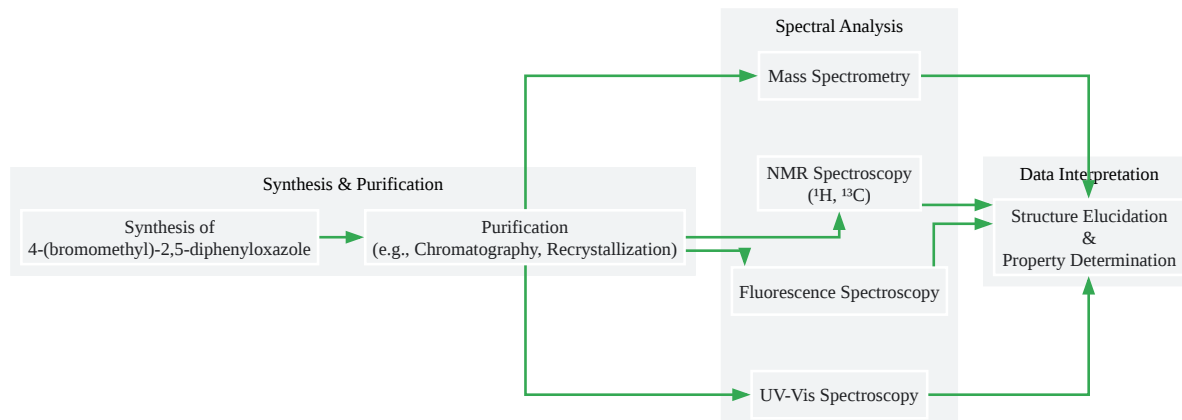 Synthesis & Purification
Synthesis of
4-(bromomethyl)-2,5-diphenyloxazole
Purification
(e.g., Chromatography, Recrystallization)
Spectral Analysis
Mass Spectrometry
NMR Spectroscopy
(¹H, ¹³C)
Fluorescence Spectroscopy
UV-Vis Spectroscopy
Data Interpretation
Structure Elucidation
&
Property Determination